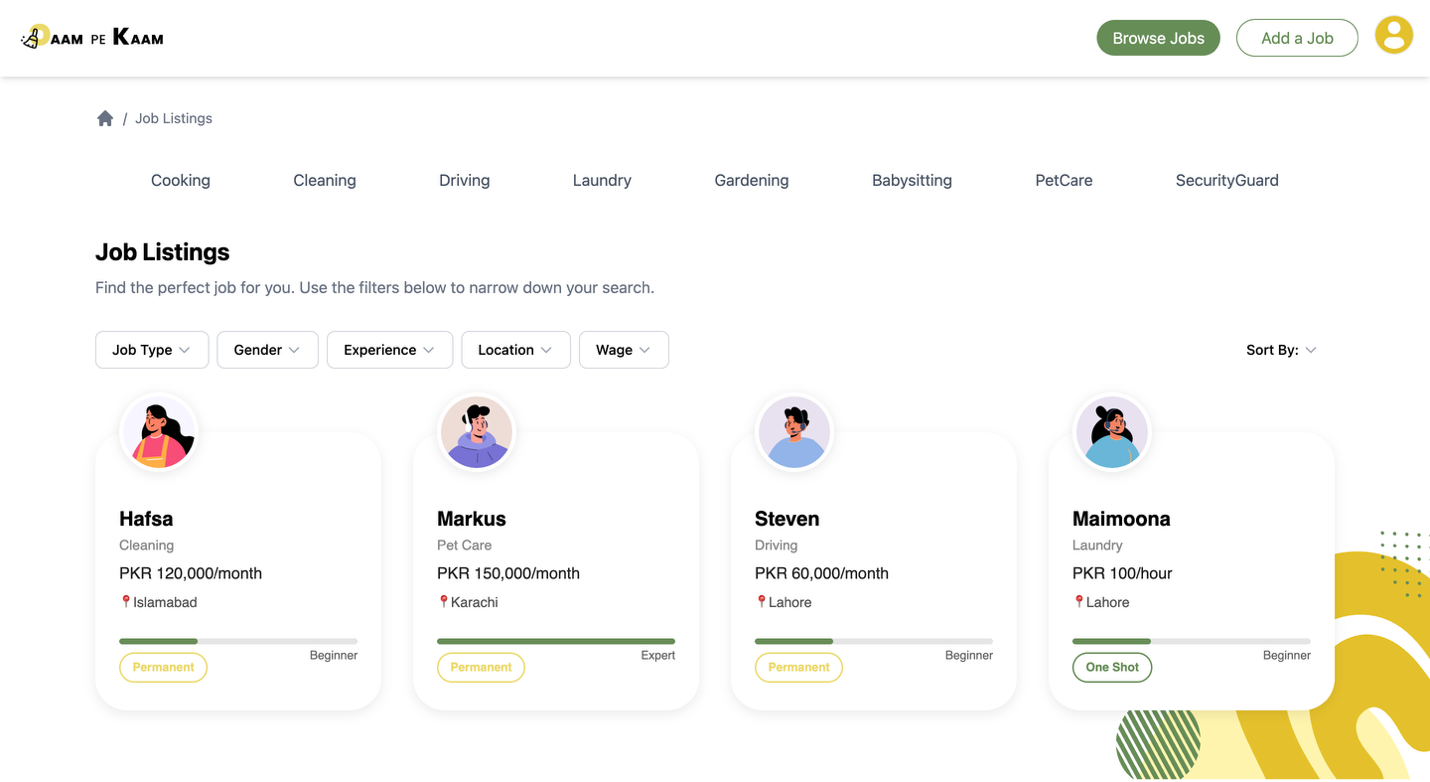 DAAM PE KAAM
Browse Jobs
Add a Job
/ Job Listings
Cooking Cleaning Driving Laundry Gardening Babysitting PetCare SecurityGuard
Job Listings
Find the perfect job for you. Use the filters below to narrow down your search.
Job Type Gender Experience Location Wage Sort By:
Hafsa
Cleaning
PKR 120,000/month
Islamabad
Beginner
Permanent
Markus
Pet Care
PKR 150,000/month
Karachi
Expert
Permanent
Steven
Driving
PKR 60,000/month
Lahore
Beginner
Permanent
Maimoona
Laundry
PKR 100/hour
Lahore
Beginner
One Shot